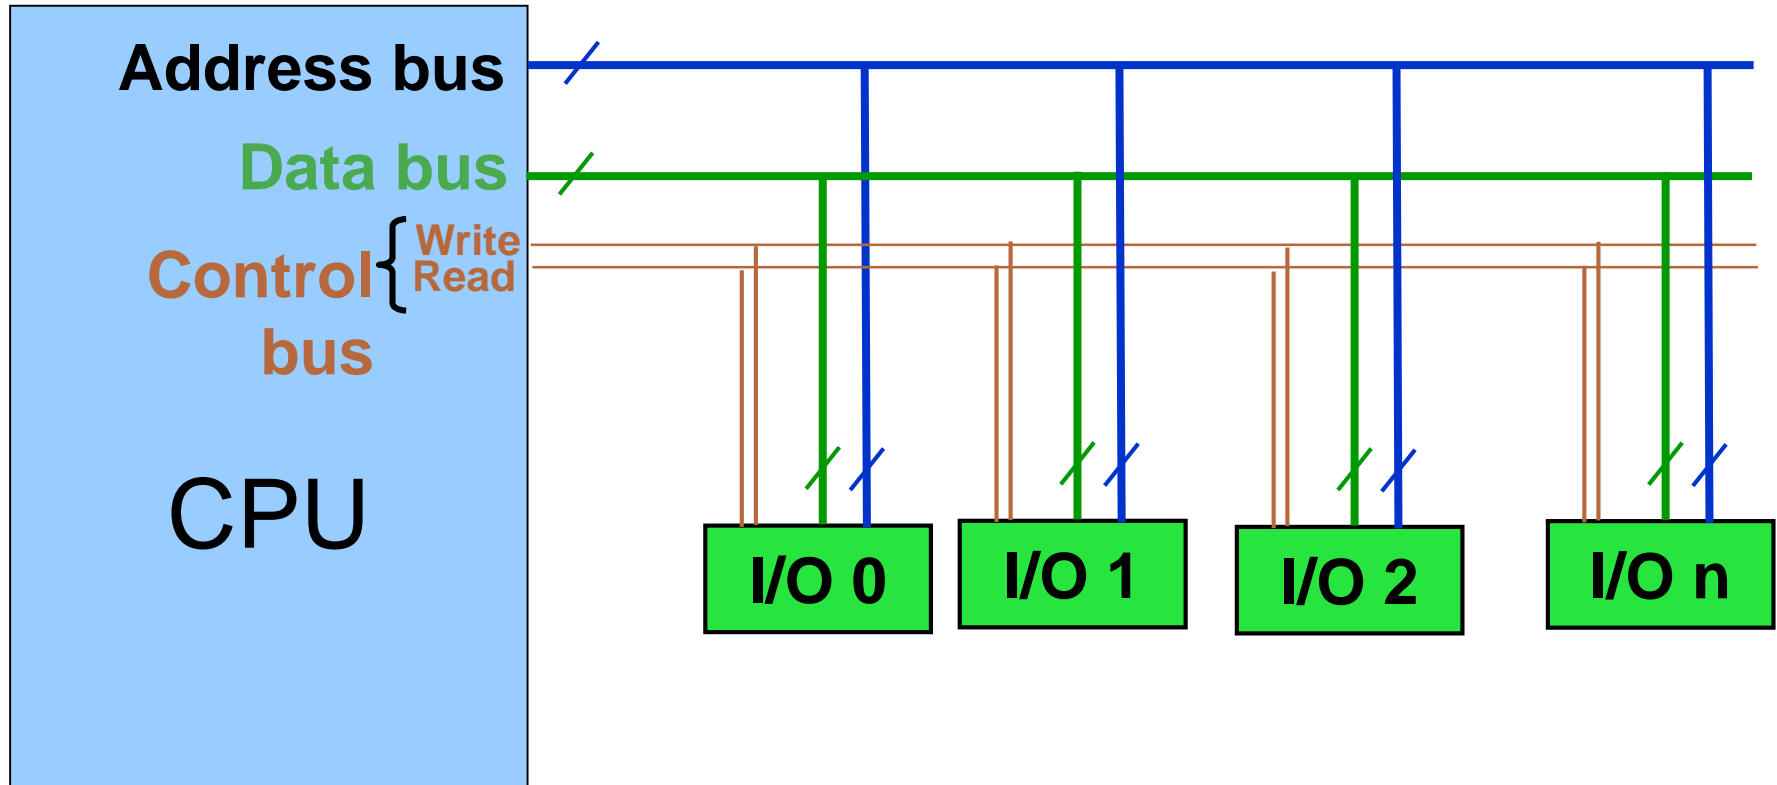 Address bus
Data bus
Write
Control
Read
bus
CPU
I/O 0
I/O 1
I/O 2
I/O n